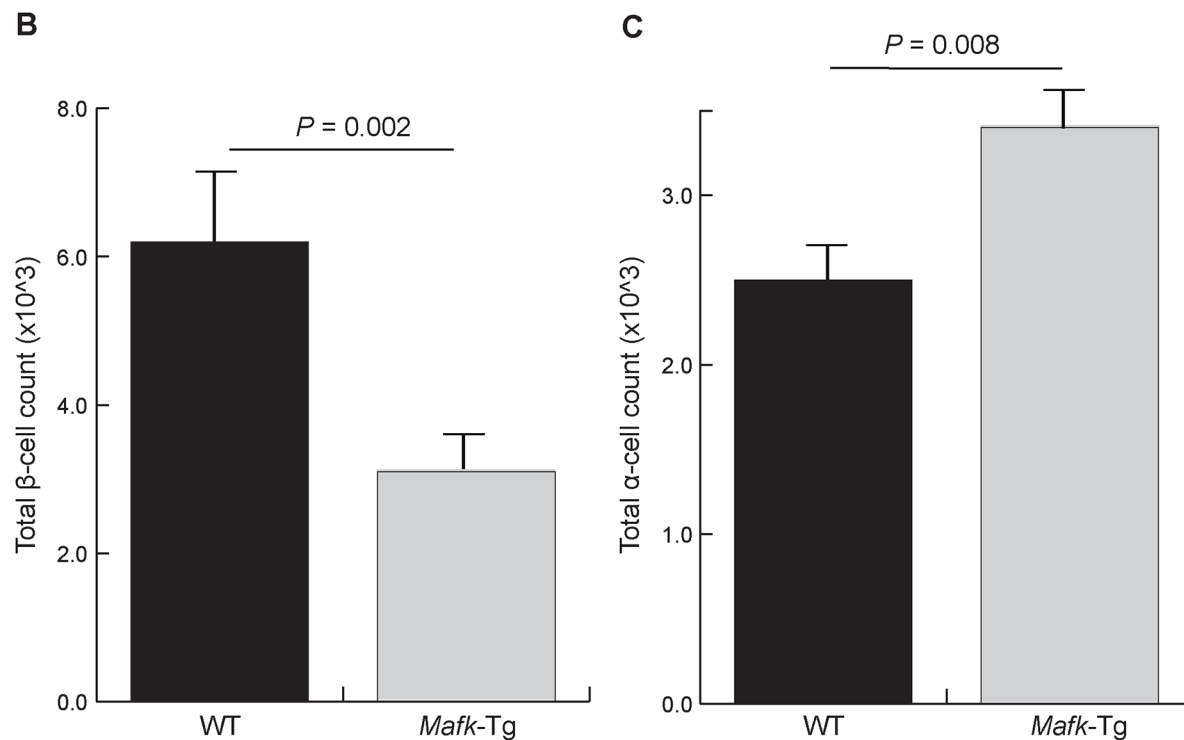 B
P = 0.002
Total β-cell count (x10^3)
8.0
6.0
4.0
2.0
0.0
WT
Mafk-Tg
C
P = 0.008
Total α-cell count (x10^3)
3.0
2.0
1.0
0.0
WT
Mafk-Tg